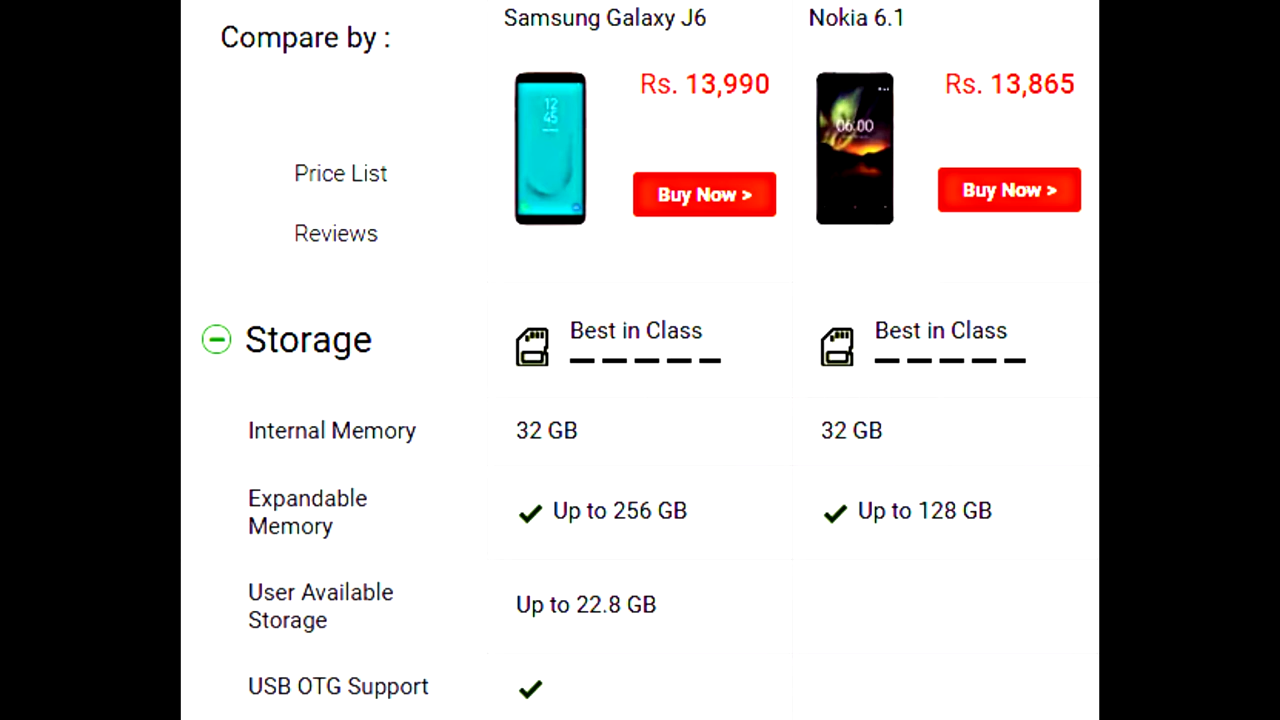 Samsung Galaxy J6 Nokia 6.1
Compare by :
Rs. 13,990 Rs. 13,865
12
45
06:00
Price List
Buy Now > Buy Now >
Reviews
Storage Best in Class Best in Class
Internal Memory 32 GB 32 GB
Expandable
Memory
Up to 256 GB Up to 128 GB
User Available
Storage
Up to 22.8 GB
USB OTG Support